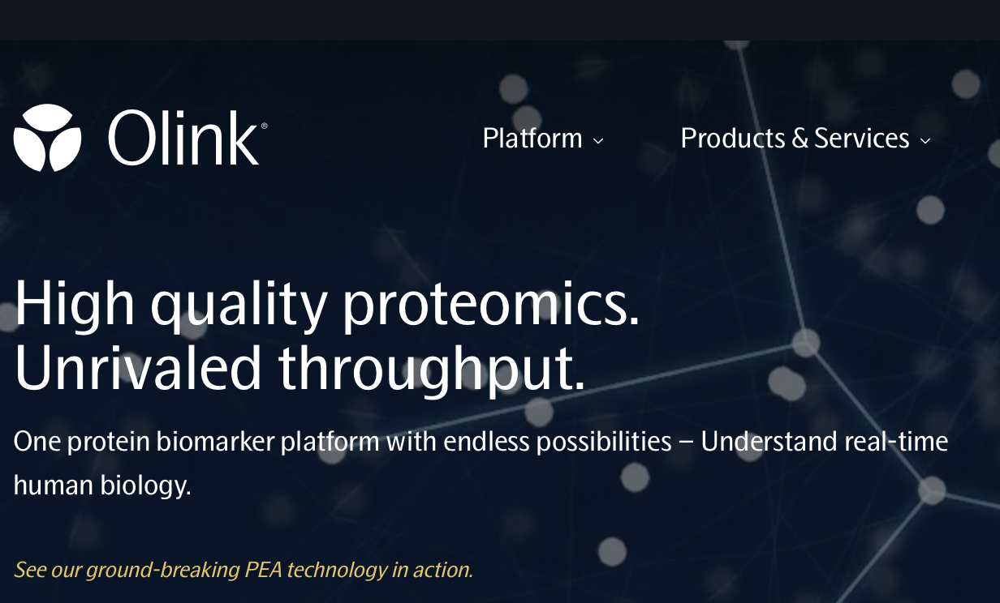 Olink®
Platform
Products & Services
High quality proteomics.
Unrivaled throughput.
One protein biomarker platform with endless possibilities – Understand real-time
human biology.
See our ground-breaking PEA technology in action.